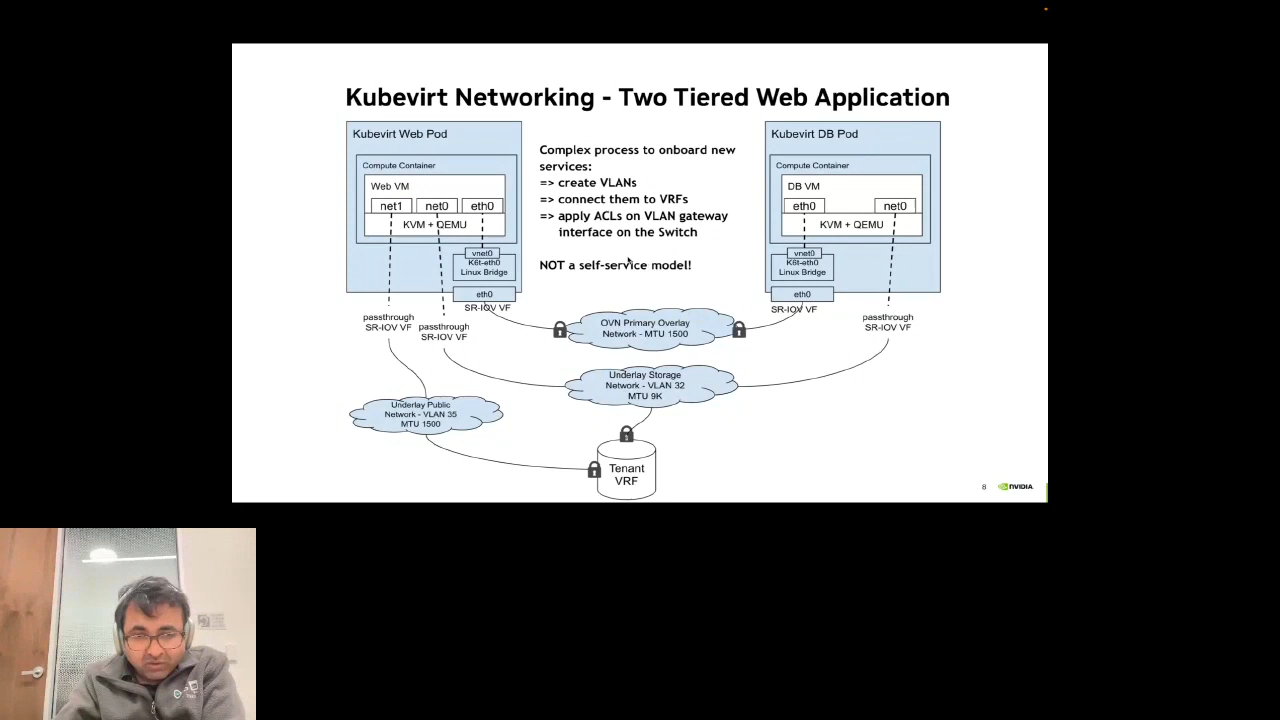 Kubevirt Networking - Two Tiered Web Application
Kubevirt Web Pod
Compute Container
Web VM
net1
net0
eth0
KVM + QEMU
vnet0
K6t-eth0
Linux Bridge
eth0
SR-IOV VF
passthrough
SR-IOV VF
passthrough
SR-IOV VF
Complex process to onboard new
services:
=> create VLANs
=> connect them to VRFs
=> apply ACLs on VLAN gateway
interface on the Switch
NOT a self-service model!
Kubevirt DB Pod
Compute Container
DB VM
eth0
net0
KVM + QEMU
vnet0
K6t-eth0
Linux Bridge
eth0
SR-IOV VF
passthrough
SR-IOV VF
OVN Primary Overlay
Network - MTU 1500
Underlay Storage
Network - VLAN 32
MTU 9K
Underlay Public
Network - VLAN 35
MTU 1500
Tenant
VRF
8
NVIDIA